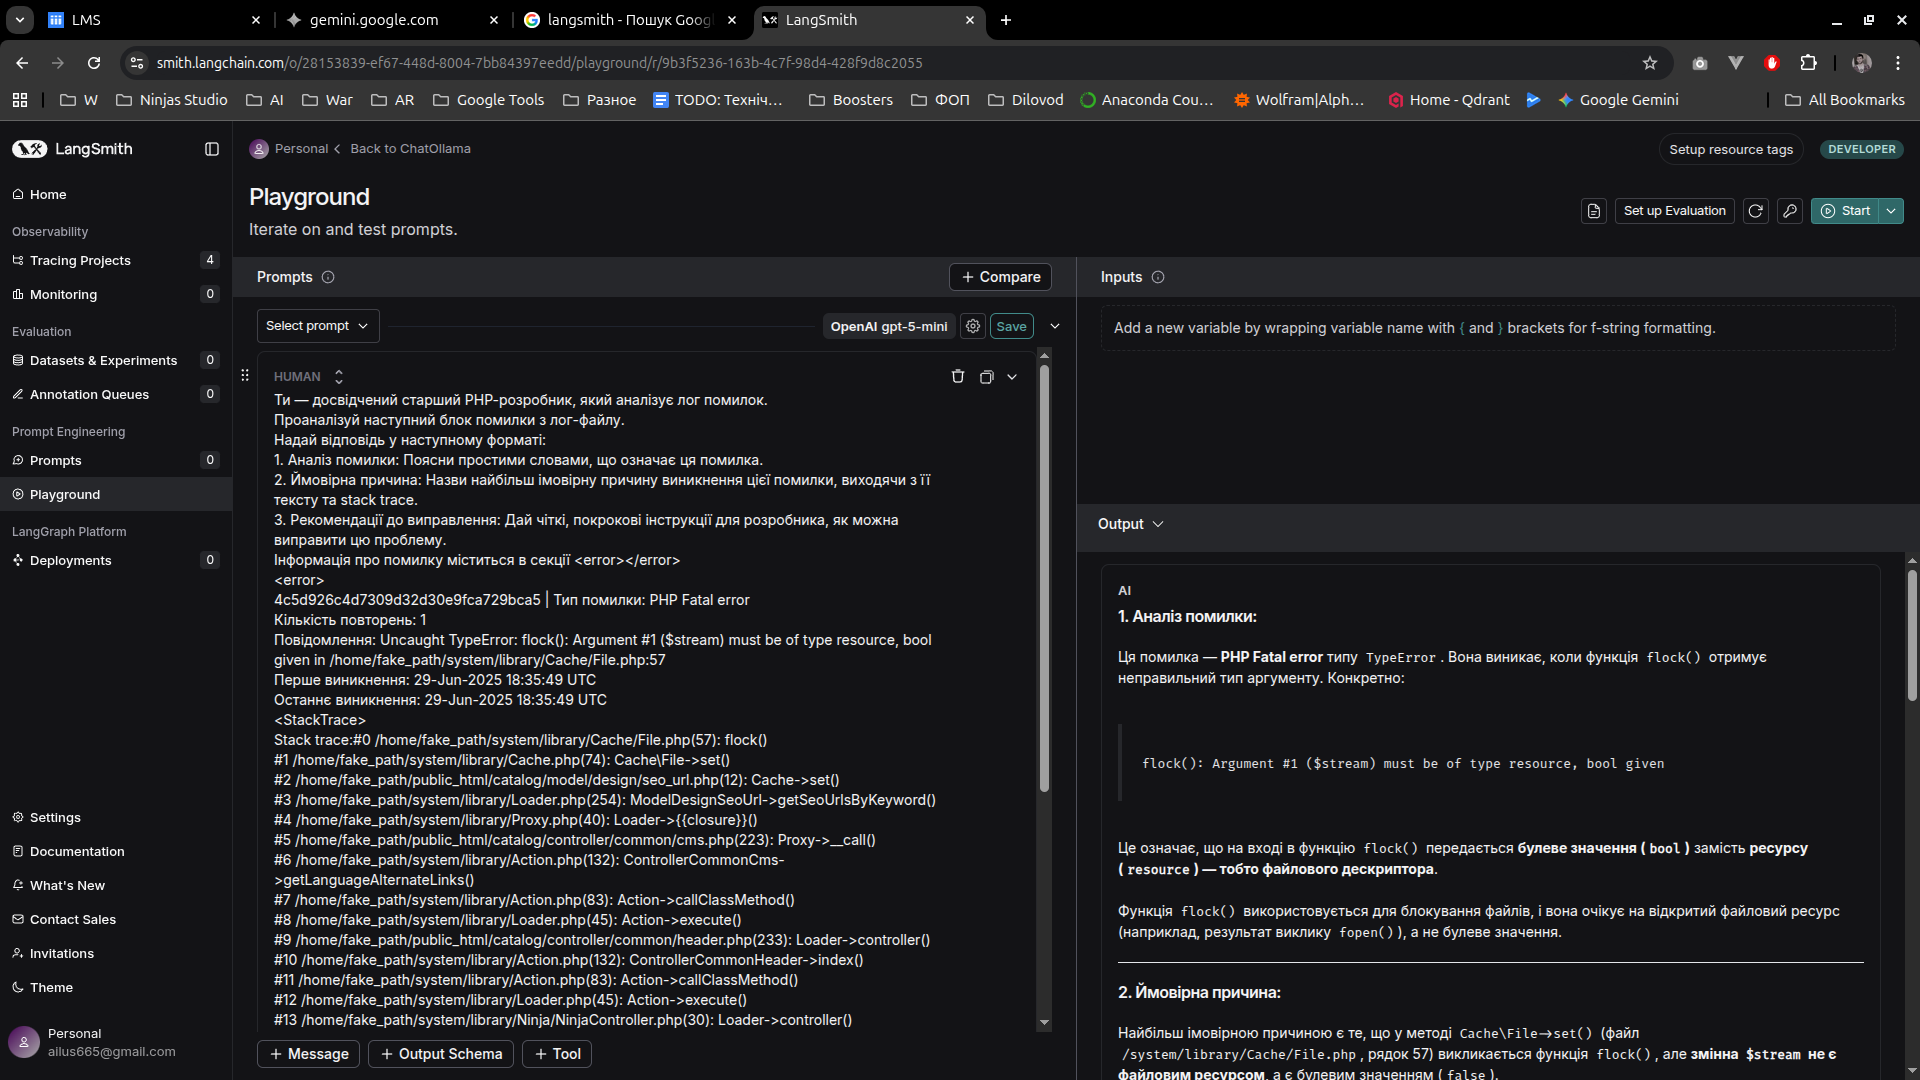 LMS
gemini.google.com
langsmith - Пошук Goog
LangSmith
smith.langchain.com/o/28153839-ef67-448d-8004-7bb84397eedd/playground/r/9b3f5236-163b-4c7f-98d4-428f9d8c2055
W
Ninjas Studio
AI
War
AR
Google Tools
Разное
TODO: Техніч...
Boosters
ФОП
Dilovod
Anaconda Cou...
Wolfram|Alph...
Home - Qdrant
Google Gemini
All Bookmarks
LangSmith
Personal
Back to ChatOllama
Setup resource tags
DEVELOPER
Home
Observability
Tracing Projects 4
Monitoring 0
Evaluation
Datasets & Experiments 0
Annotation Queues 0
Prompt Engineering
Prompts 0
Playground
LangGraph Platform
Deployments 0
Settings
Documentation
What's New
Contact Sales
Invitations
Theme
Personal
ailus665@gmail.com
Playground
Iterate on and test prompts.
Set up Evaluation
Start
Prompts
+ Compare
Select prompt
OpenAI gpt-5-mini
Save
HUMAN
Ти — досвідчений старший PHP-розробник, який аналізує лог помилок.
Проаналізуй наступний блок помилки з лог-файлу.
Надай відповідь у наступному форматі:
1. Аналіз помилки: Поясни простими словами, що означає ця помилка.
2. Ймовірна причина: Назви найбільш імовірну причину виникнення цієї помилки, виходячи з її
тексту та stack trace.
3. Рекомендації до виправлення: Дай чіткі, покрокові інструкції для розробника, як можна
виправити цю проблему.
Інформація про помилку міститься в секції <error></error>
<error>
4c5d926c4d7309d32d30e9fca729bca5 | Тип помилки: PHP Fatal error
Кількість повторень: 1
Повідомлення: Uncaught TypeError: flock(): Argument #1 ($stream) must be of type resource, bool
given in /home/fake_path/system/library/Cache/File.php:57
Перше виникнення: 29-Jun-2025 18:35:49 UTC
Останнє виникнення: 29-Jun-2025 18:35:49 UTC
<StackTrace>
Stack trace:#0 /home/fake_path/system/library/Cache/File.php(57): flock()
#1 /home/fake_path/system/library/Cache.php(74): Cache\File->set()
#2 /home/fake_path/public_html/catalog/model/design/seo_url.php(12): Cache->set()
#3 /home/fake_path/system/library/Loader.php(254): ModelDesignSeoUrl->getSeoUrlsByKeyword()
#4 /home/fake_path/system/library/Proxy.php(40): Loader->{{closure}}()
#5 /home/fake_path/public_html/catalog/controller/common/cms.php(223): Proxy->__call()
#6 /home/fake_path/system/library/Action.php(132): ControllerCommonCms-
>getLanguageAlternateLinks()
#7 /home/fake_path/system/library/Action.php(83): Action->callClassMethod()
#8 /home/fake_path/system/library/Loader.php(45): Action->execute()
#9 /home/fake_path/public_html/catalog/controller/common/header.php(233): Loader->controller()
#10 /home/fake_path/system/library/Action.php(132): ControllerCommonHeader->index()
#11 /home/fake_path/system/library/Action.php(83): Action->callClassMethod()
#12 /home/fake_path/system/library/Loader.php(45): Action->execute()
#13 /home/fake_path/system/library/Ninja/NinjaController.php(30): Loader->controller()
+ Message
+ Output Schema
+ Tool
Inputs
Add a new variable by wrapping variable name with { and } brackets for f-string formatting.
Output
AI
1. Аналіз помилки:
Ця помилка — PHP Fatal error типу TypeError. Вона виникає, коли функція flock() отримує
неправильний тип аргументу. Конкретно:
flock(): Argument #1 ($stream) must be of type resource, bool given
Це означає, що на вході в функцію flock() передається булеве значення (bool) замість ресурсу
(resource) — тобто файлового дескриптора.
Функція flock() використовується для блокування файлів, і вона очікує на відкритий файловий ресурс
(наприклад, результат виклику fopen()), а не булеве значення.
2. Ймовірна причина:
Найбільш імовірною причиною є те, що у методі Cache\File->set() (файл
/system/library/Cache/File.php, рядок 57) викликається функція flock(), але змінна $stream не є
файловим ресурсом, а є булевим значенням (false).